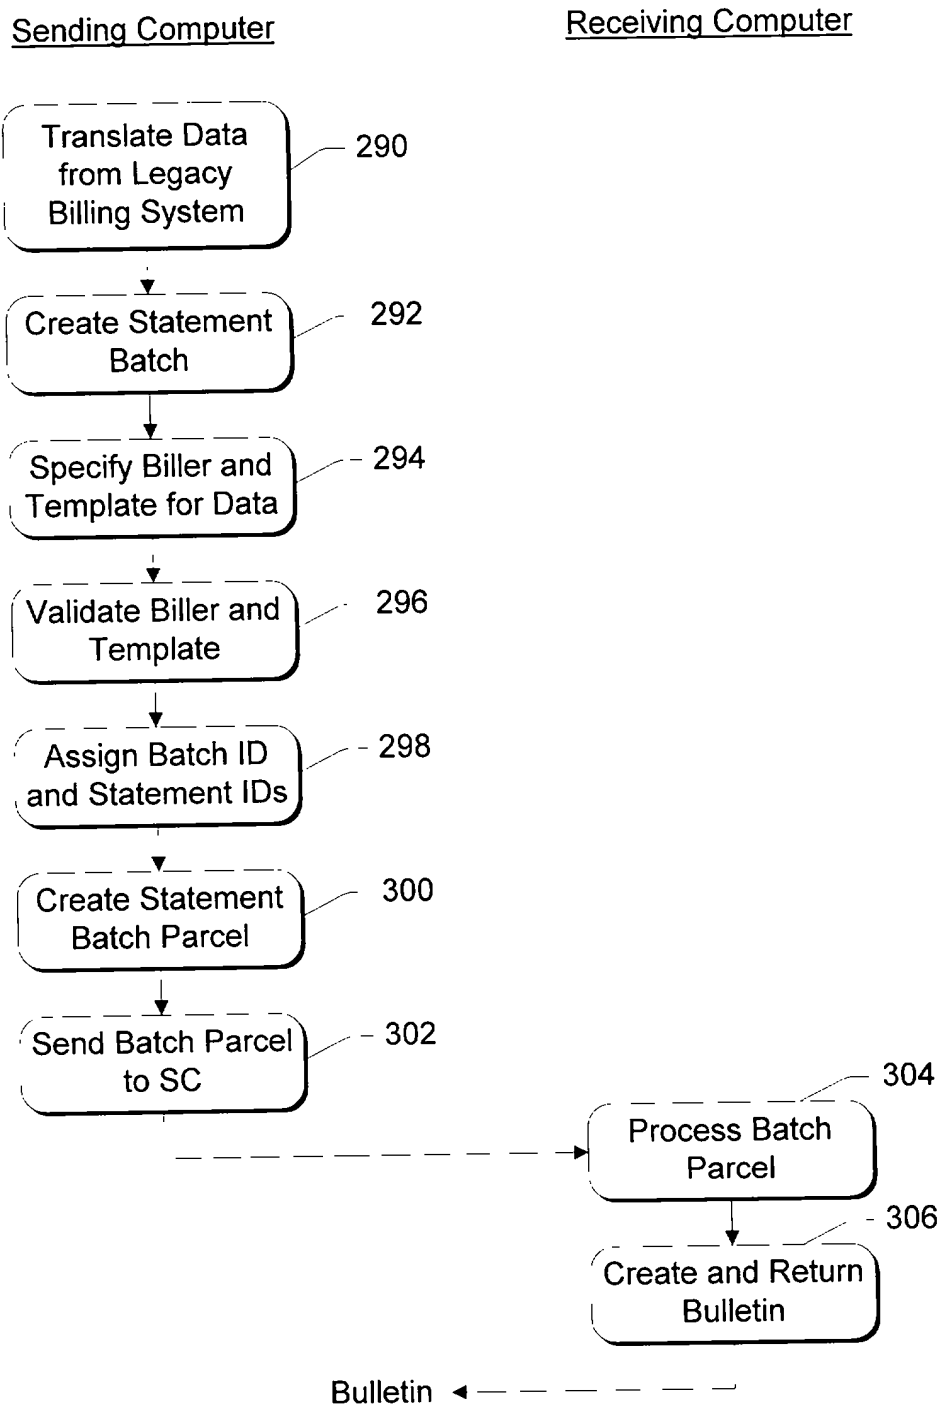 Sending Computer
Receiving Computer
Translate Data
from Legacy
Billing System
290
Create Statement
Batch
292
Specify Biller and
Template for Data
294
Validate Biller and
Template
296
Assign Batch ID
and Statement IDs
298
Create Statement
Batch Parcel
300
Send Batch Parcel
to SC
302
Process Batch
Parcel
304
Create and Return
Bulletin
306
Bulletin